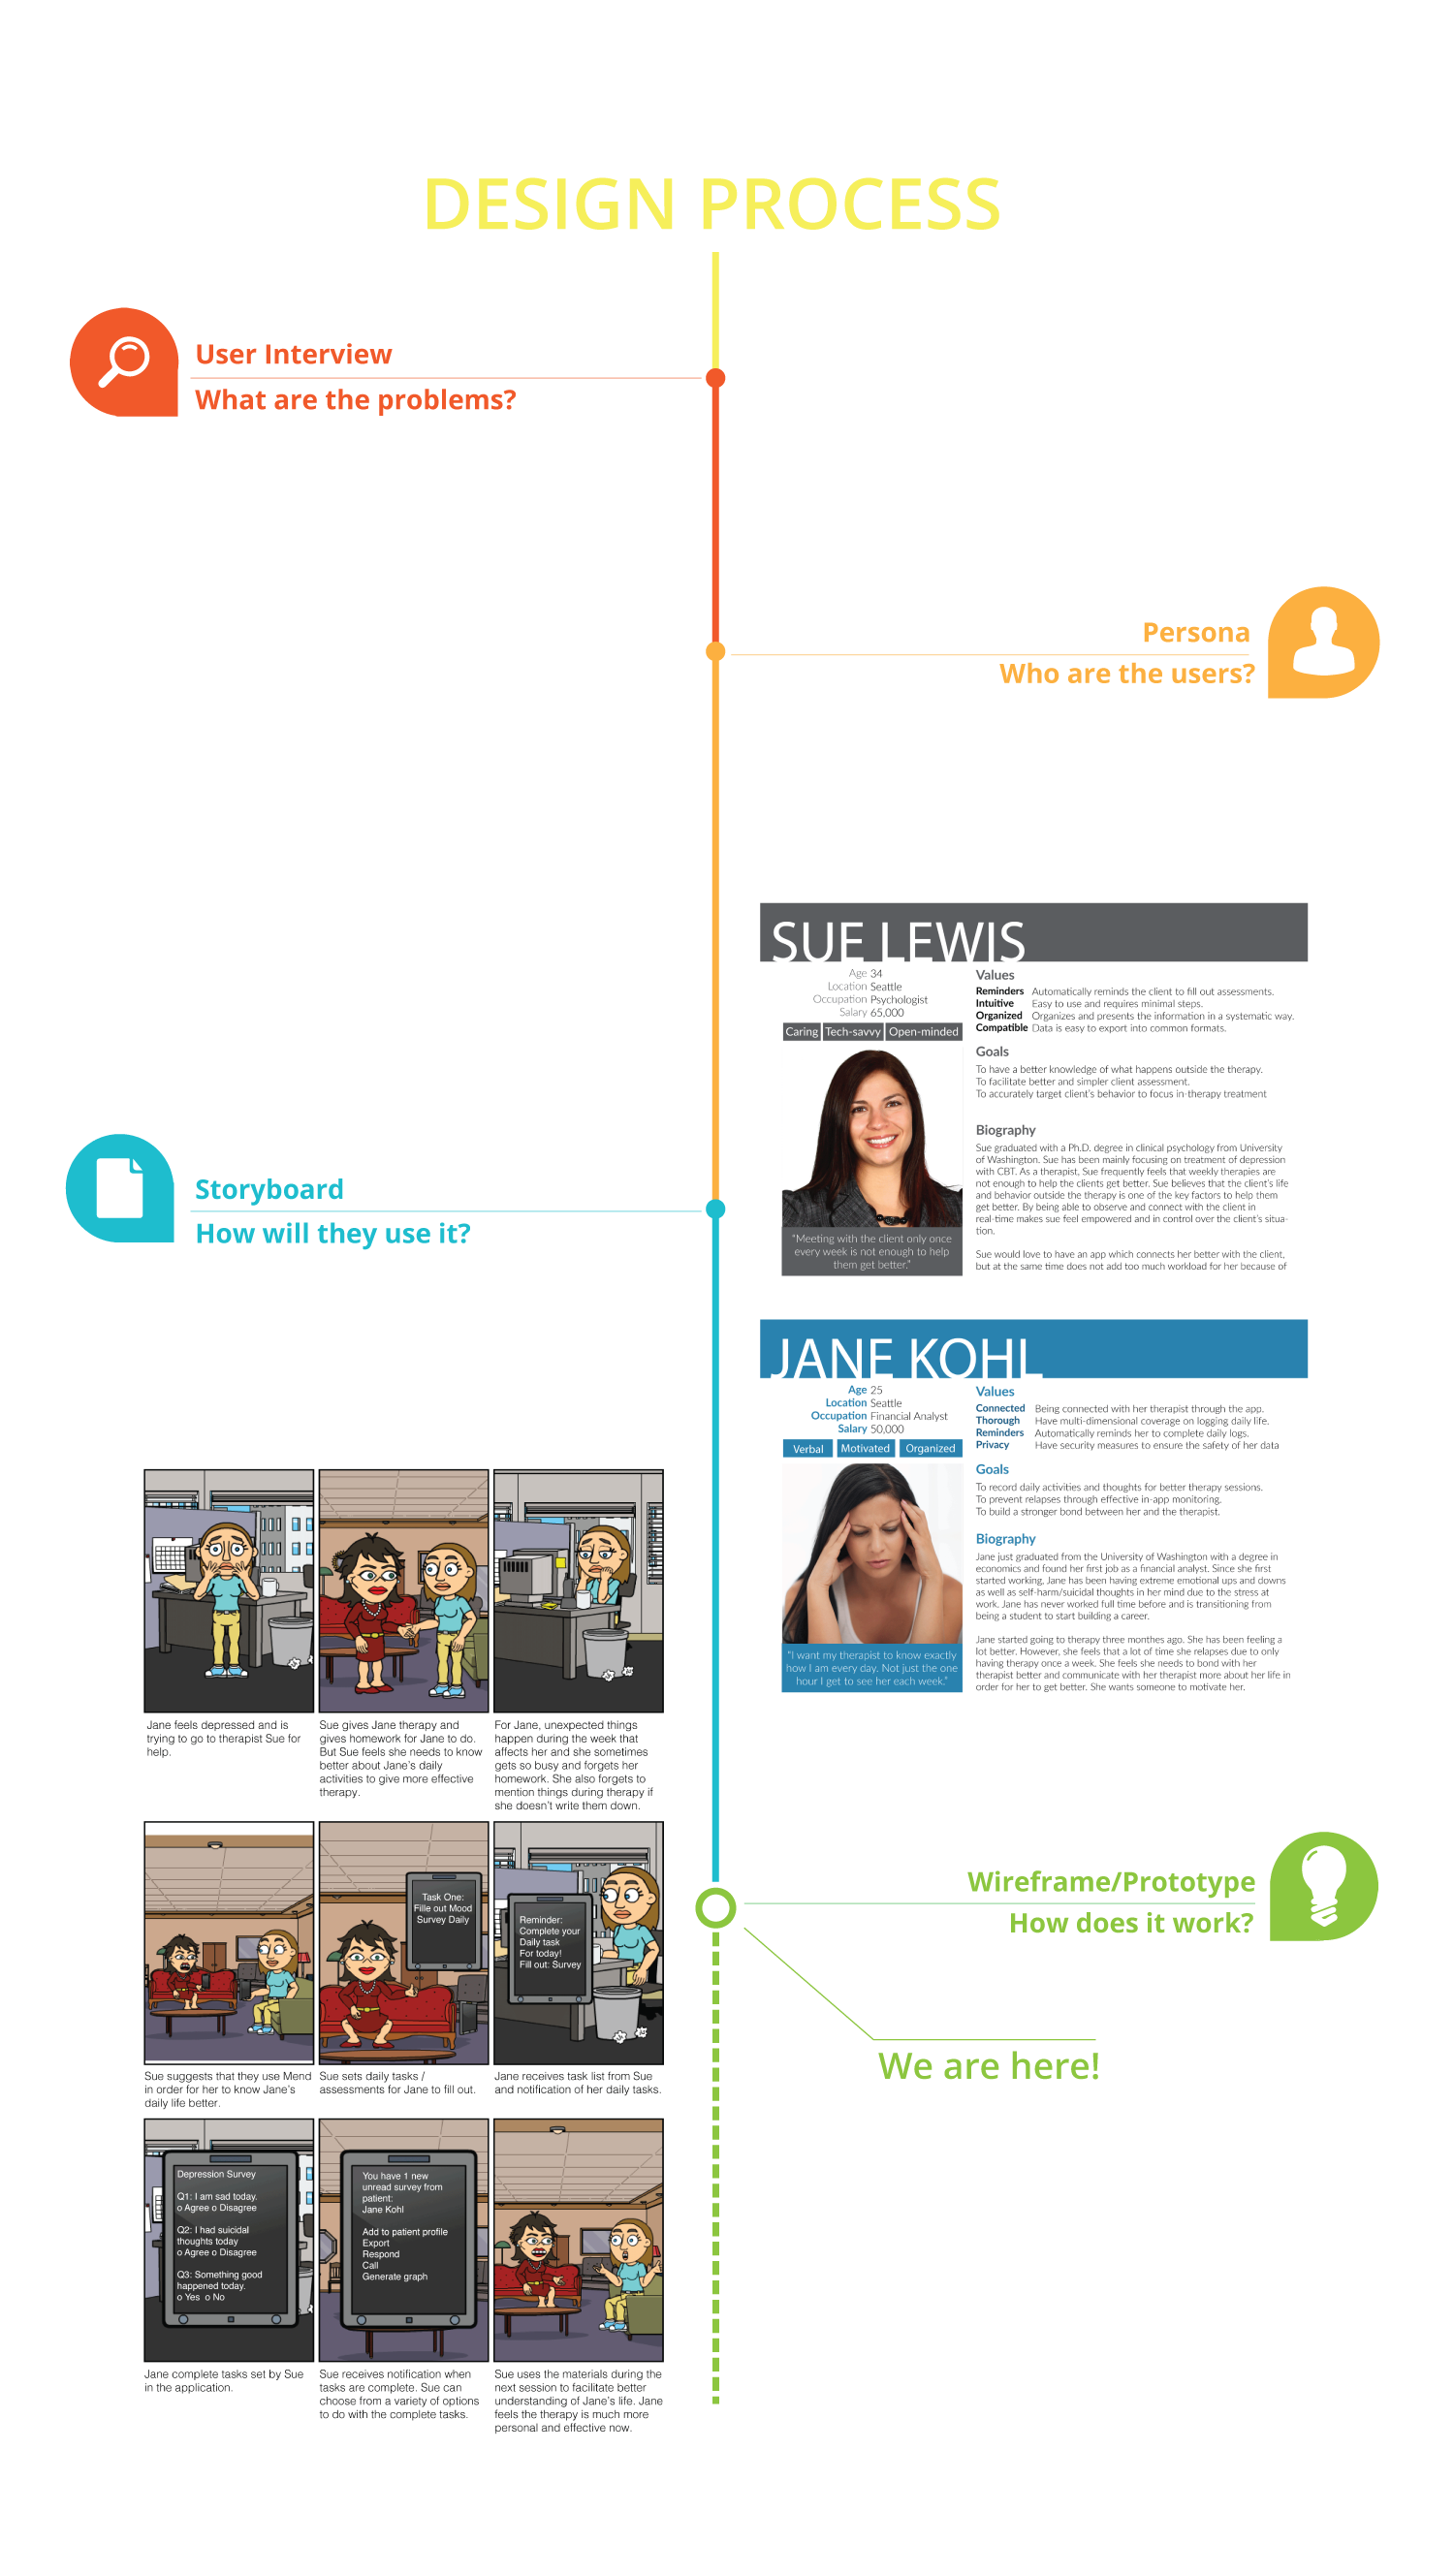 DESIGN PROCESS
User Interview
What are the problems?
Persona
Who are the users?
SUE LEWIS
Age 34
Location Seattle
Occupation Psychologist
Salary 65,000
Caring Tech-savvy Open-minded
"Meeting with the client only once
every week is not enough to help
them get better."
Values
Reminders Automatically reminds the client to fill out assessments.
Intuitive Easy to use and requires minimal steps.
Organized Organizes and presents the information in a systematic way.
Compatible Data is easy to export into common formats.
Goals
To have a better knowledge of what happens outside the therapy.
To facilitate better and simpler client assessment.
To accurately target client's behavior to focus in-therapy treatment
Biography
Sue graduated with a Ph.D. degree in clinical psychology from University
of Washington. Sue has been mainly focusing on treatment of depression
with CBT. As a therapist, Sue frequently feels that weekly therapies are
not enough to help the clients get better. Sue believes that the client's life
and behavior outside the therapy is one of the key factors to help them
get better. By being able to observe and connect with the client in
real-time makes sue feel empowered and in control over the client's situa-
tion.
Sue would love to have an app which connects her better with the client,
but at the same time does not add too much workload for her because of
Storyboard
How will they use it?
JANE KOHL
Age 25
Location Seattle
Occupation Financial Analyst
Salary 50,000
Verbal Motivated Organized
"I want my therapist to know exactly
how I am every day. Not just the one
hour I get to see her each week."
Values
Connected Being connected with her therapist through the app.
Thorough Have multi-dimensional coverage on logging daily life.
Reminders Automatically reminds her to complete daily logs.
Privacy Have security measures to ensure the safety of her data
Goals
To record daily activities and thoughts for better therapy sessions.
To prevent relapses through effective in-app monitoring.
To build a stronger bond between her and the therapist.
Biography
Jane just graduated from the University of Washington with a degree in
economics and found her first job as a financial analyst. Since she first
started working, Jane has been having extreme emotional ups and downs
as well as self-harm/suicidal thoughts in her mind due to the stress at
work. Jane has never worked full time before and is transitioning from
being a student to start building a career.
Jane started going to therapy three monthes ago. She has been feeling a
lot better. However, she feels that a lot of time she relapses due to only
having therapy once a week. She feels she needs to bond with her
therapist better and communicate with her therapist more about her life in
order for her to get better. She wants someone to motivate her.
Jane feels depressed and is
trying to go to therapist Sue for
help.
Sue gives Jane therapy and
gives homework for Jane to do.
But Sue feels she needs to know
better about Jane's daily
activities to give more effective
therapy.
For Jane, unexpected things
happen during the week that
affects her and she sometimes
gets so busy and forgets her
homework. She also forgets to
mention things during therapy if
she doesn't write them down.
Task One:
Fille out Mood
Survey Daily
Reminder:
Complete your
Daily task
For today!
Fill out: Survey
Sue suggests that they use Mend
in order for her to know Jane's
daily life better.
Sue sets daily tasks /
assessments for Jane to fill out.
Jane receives task list from Sue
and notification of her daily tasks.
Depression Survey
Q1: I am sad today.
o Agree o Disagree
Q2: I had suicidal
thoughts today
o Agree o Disagree
Q3: Something good
happened today.
o Yes o No
You have 1 new
unread survey from
patient:
Jane Kohl
Add to patient profile
Export
Respond
Call
Generate graph
Jane complete tasks set by Sue
in the application.
Sue receives notification when
tasks are complete. Sue can
choose from a variety of options
to do with the complete tasks.
Sue uses the materials during the
next session to facilitate better
understanding of Jane's life. Jane
feels the therapy is much more
personal and effective now.
Wireframe/Prototype
How does it work?
We are here!